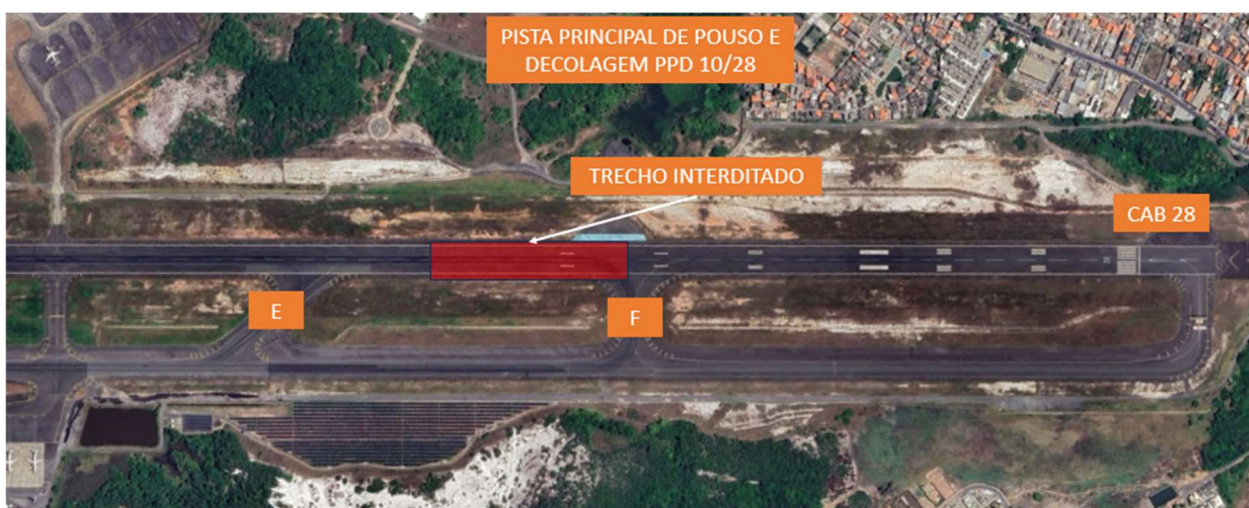 PISTA PRINCIPAL DE POUSO E
DECOLAGEM PPD 10/28
TRECHO INTERDITADO
CAB 28
E
F